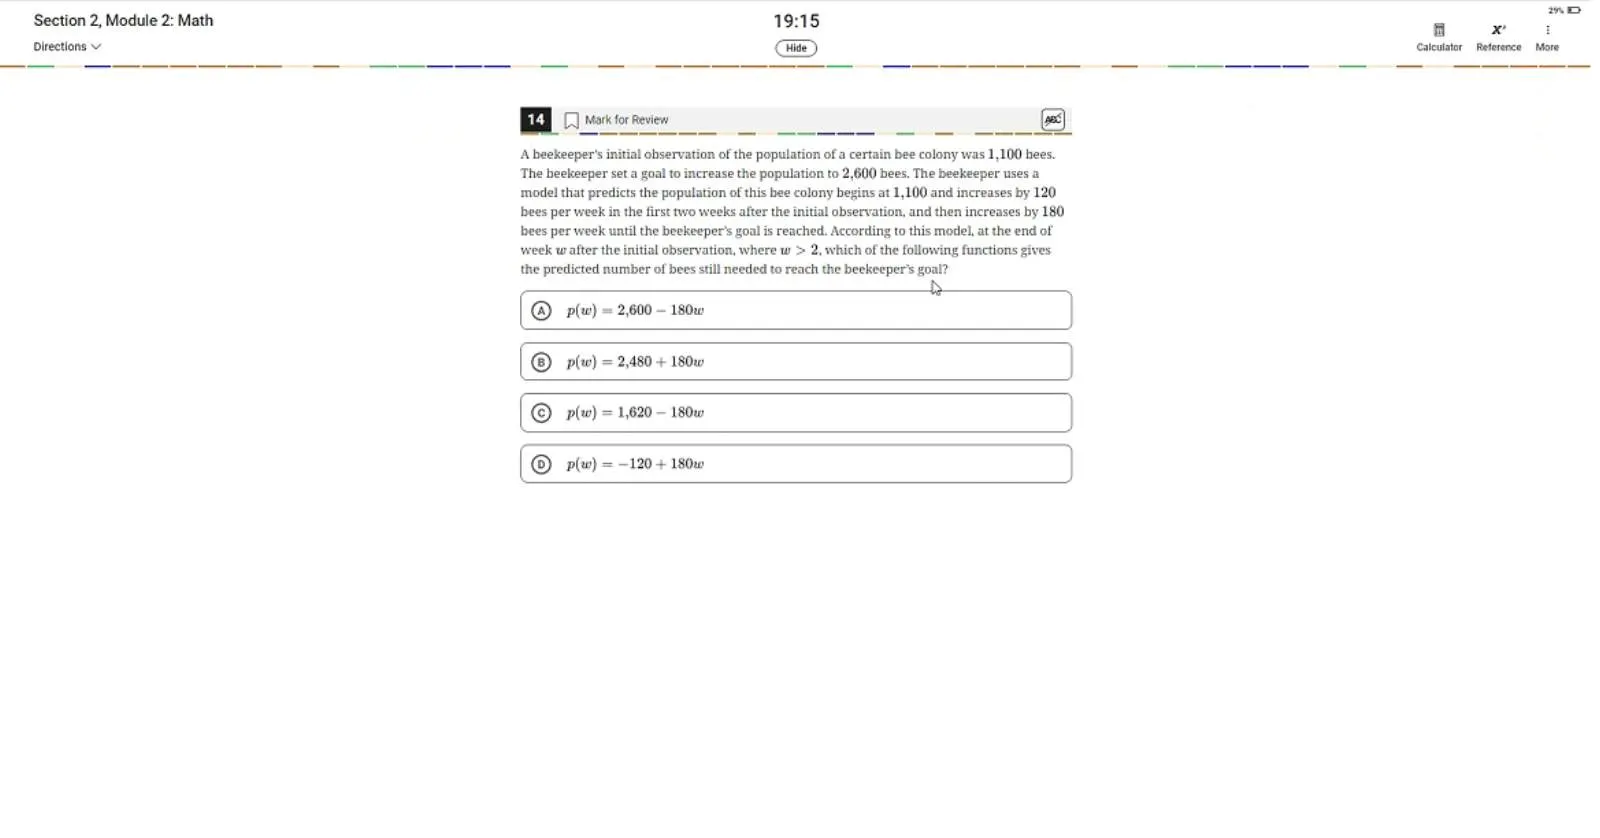 Section 2, Module 2: Math
Directions
19:15
Hide
29%
Calculator
Reference
More
14
Mark for Review
ABC
A beekeeper's initial observation of the population of a certain bee colony was 1,100 bees.
The beekeeper set a goal to increase the population to 2,600 bees. The beekeeper uses a
model that predicts the population of this bee colony begins at 1,100 and increases by 120
bees per week in the first two weeks after the initial observation, and then increases by 180
bees per week until the beekeeper's goal is reached. According to this model, at the end of
week w after the initial observation, where w > 2, which of the following functions gives
the predicted number of bees still needed to reach the beekeeper's goal?
A p(w) = 2,600 − 180w
B p(w) = 2,480 + 180w
C p(w) = 1,620 − 180w
D p(w) = −120 + 180w